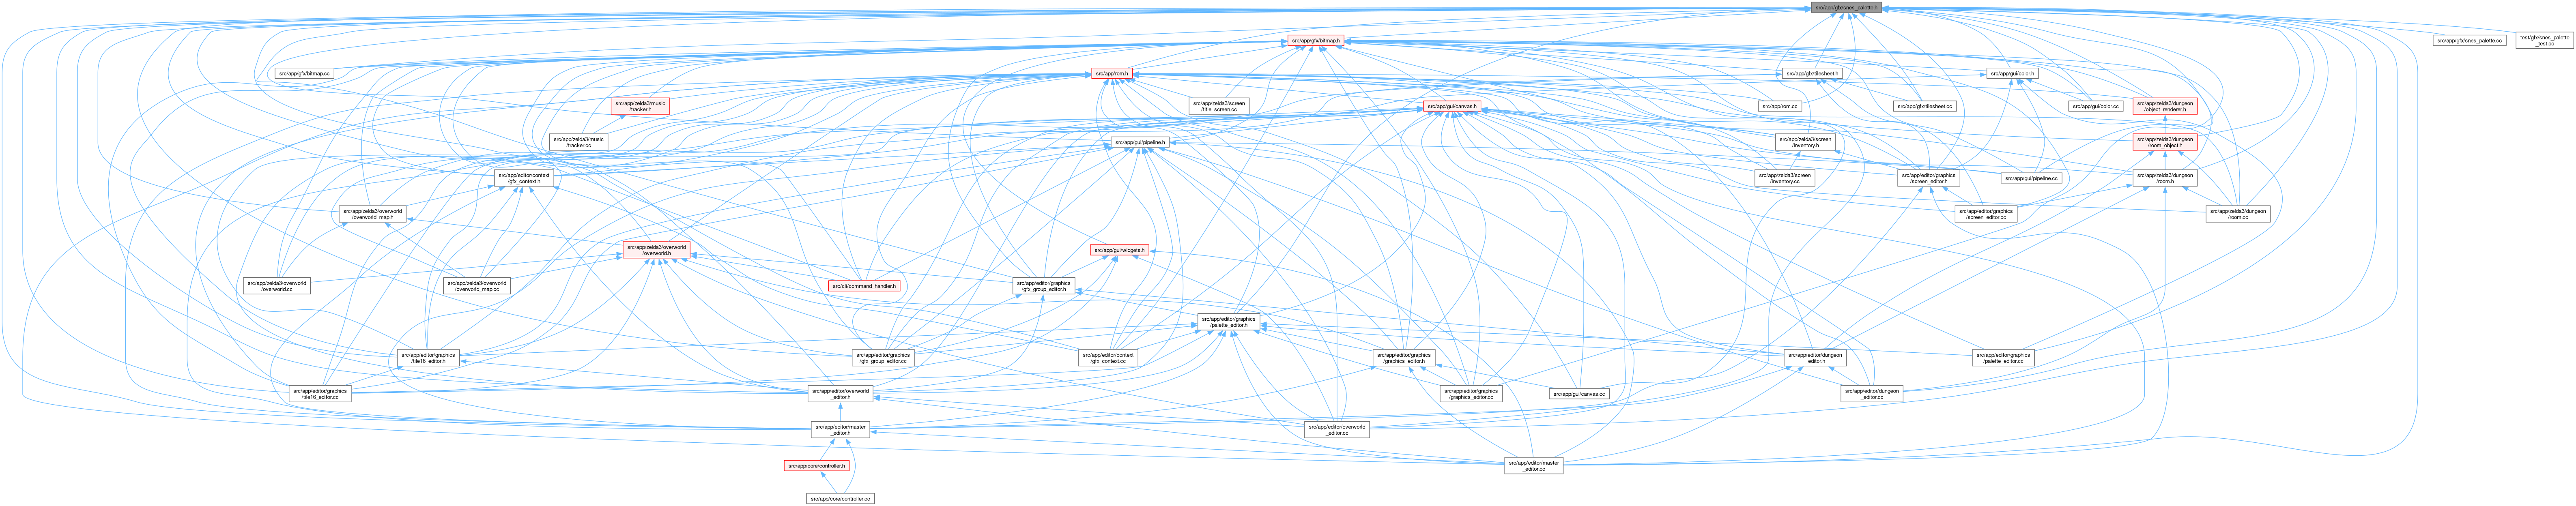 src/app/gfx/snes_palette.h
src/app/gfx/bitmap.h
src/app/gfx/snes_palette.cc
test/gfx/snes_palette
_test.cc
src/app/gfx/bitmap.cc
src/app/rom.h
src/app/gfx/tilesheet.h
src/app/gui/color.h
src/app/zelda3/music
/tracker.h
src/app/zelda3/screen
/title_screen.cc
src/app/gui/canvas.h
src/app/rom.cc
src/app/gfx/tilesheet.cc
src/app/gui/color.cc
src/app/zelda3/dungeon
/object_renderer.h
src/app/zelda3/music
/tracker.cc
src/app/gui/pipeline.h
src/app/zelda3/screen
/inventory.h
src/app/zelda3/dungeon
/room_object.h
src/app/editor/context
/gfx_context.h
src/app/zelda3/screen
/inventory.cc
src/app/editor/graphics
/screen_editor.h
src/app/gui/pipeline.cc
src/app/zelda3/dungeon
/room.h
src/app/zelda3/overworld
/overworld_map.h
src/app/editor/graphics
/screen_editor.cc
src/app/zelda3/dungeon
/room.cc
src/app/zelda3/overworld
/overworld.h
src/app/gui/widgets.h
src/app/zelda3/overworld
/overworld.cc
src/app/zelda3/overworld
/overworld_map.cc
src/cli/command_handler.h
src/app/editor/graphics
/gfx_group_editor.h
src/app/editor/graphics
/palette_editor.h
src/app/editor/graphics
/tile16_editor.h
src/app/editor/graphics
/gfx_group_editor.cc
src/app/editor/context
/gfx_context.cc
src/app/editor/graphics
/graphics_editor.h
src/app/editor/dungeon
_editor.h
src/app/editor/graphics
/palette_editor.cc
src/app/editor/graphics
/tile16_editor.cc
src/app/editor/overworld
_editor.h
src/app/editor/graphics
/graphics_editor.cc
src/app/gui/canvas.cc
src/app/editor/dungeon
_editor.cc
src/app/editor/master
_editor.h
src/app/editor/overworld
_editor.cc
src/app/core/controller.h
src/app/editor/master
_editor.cc
src/app/core/controller.cc